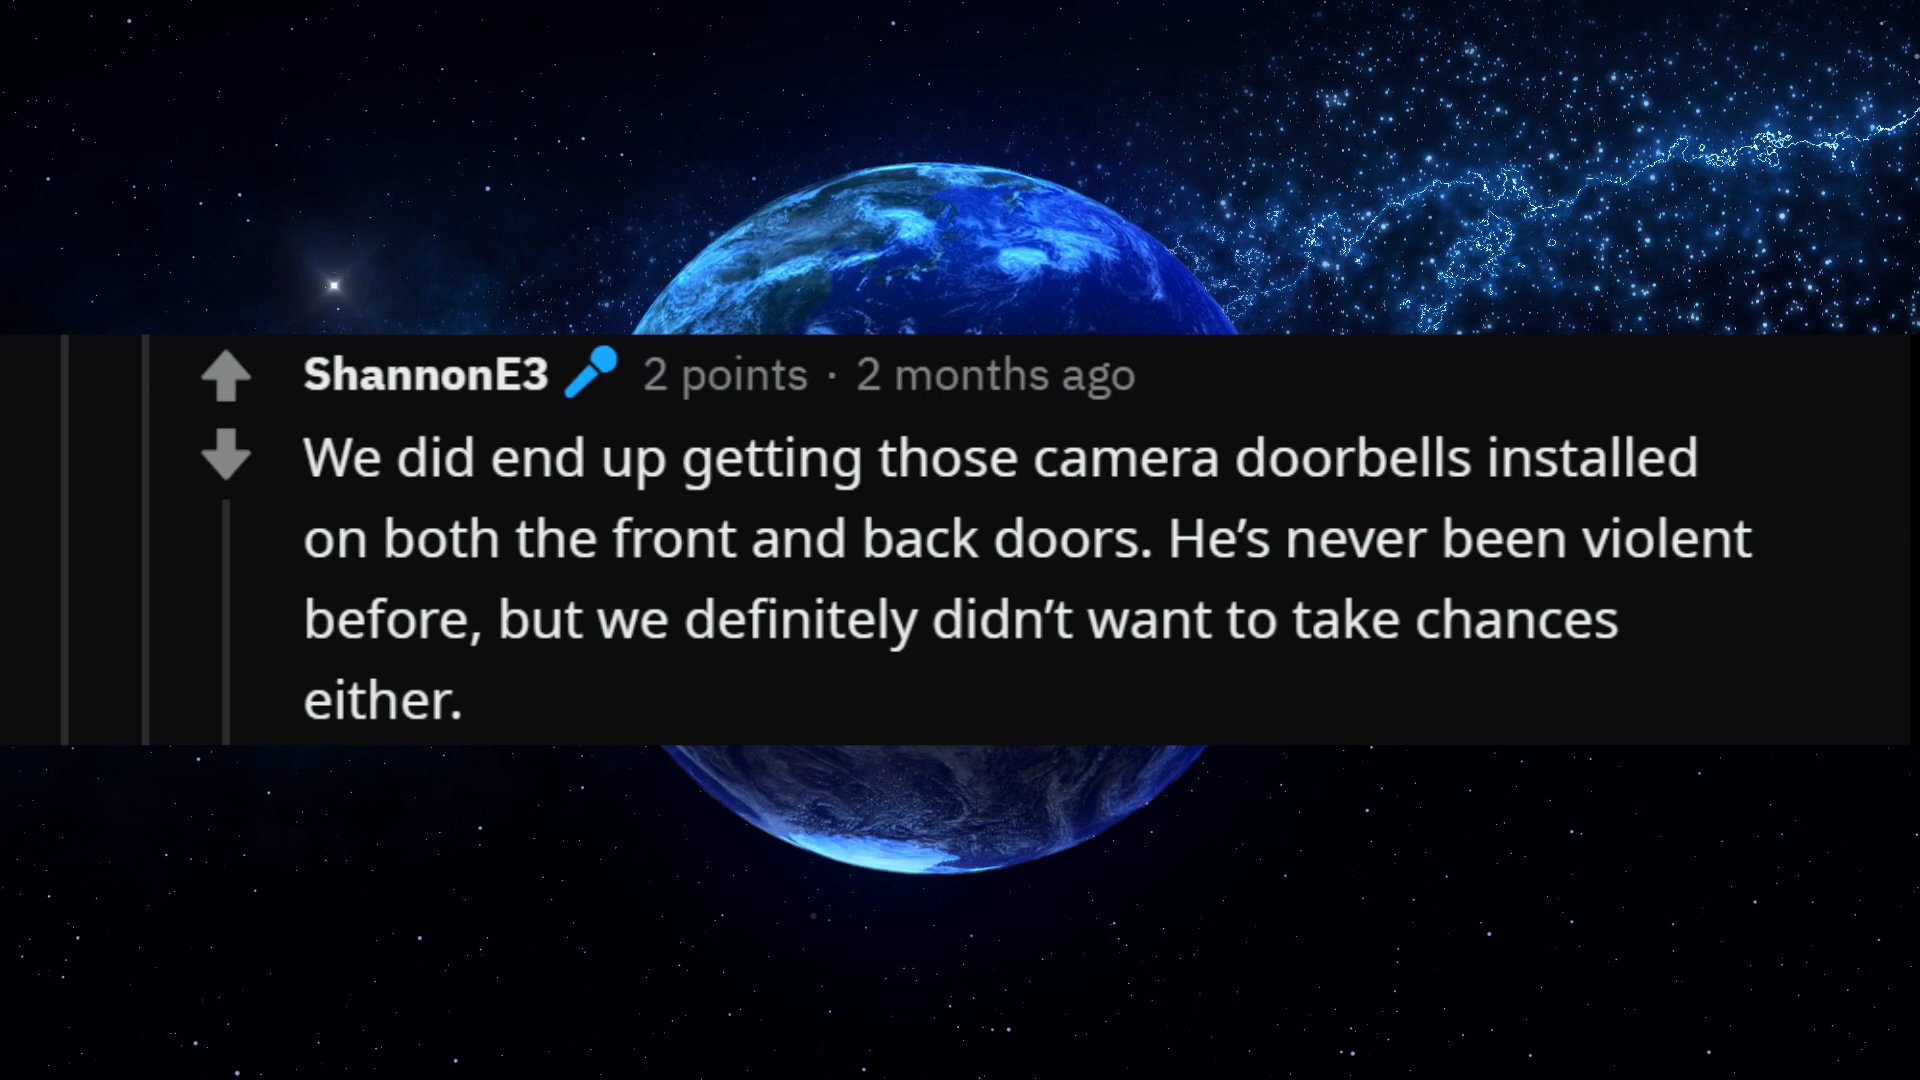 ShannonE3 2 points · 2 months ago
We did end up getting those camera doorbells installed
on both the front and back doors. He’s never been violent
before, but we definitely didn’t want to take chances
either.